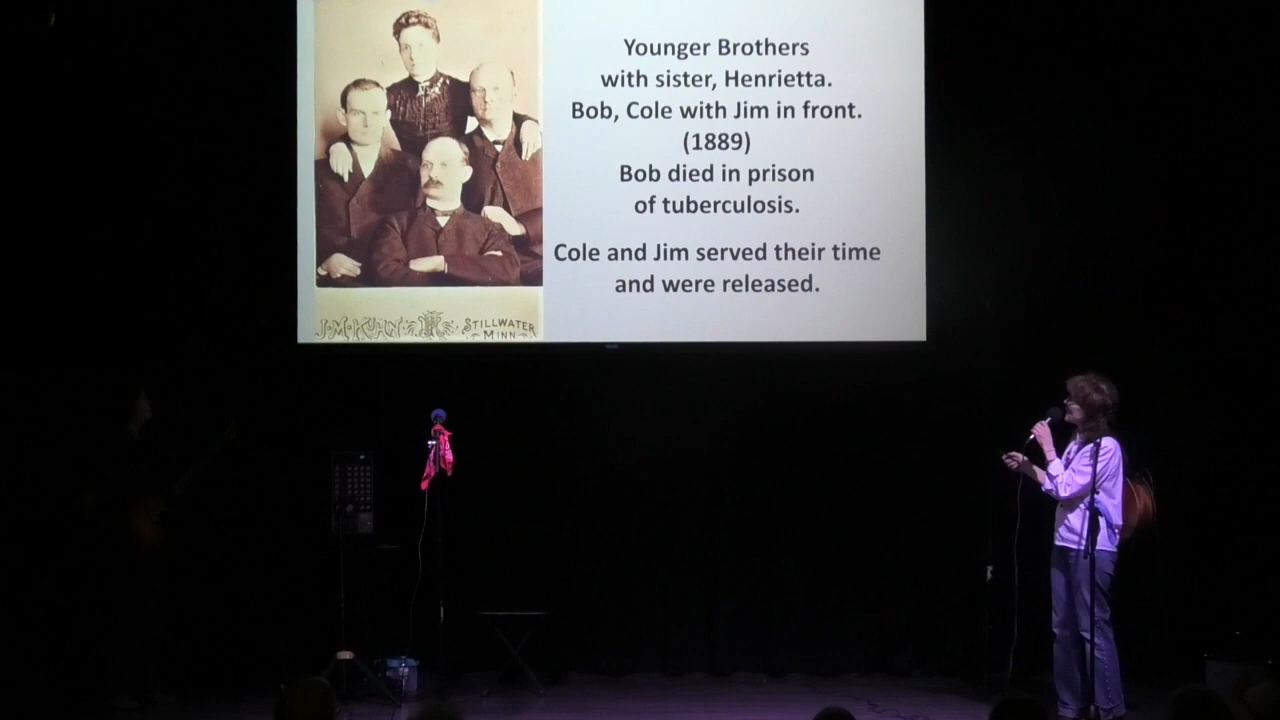 Younger Brothers
with sister, Henrietta.
Bob, Cole with Jim in front.
(1889)
Bob died in prison
of tuberculosis.
Cole and Jim served their time
and were released.
J.M. KUHN
STILLWATER
MINN